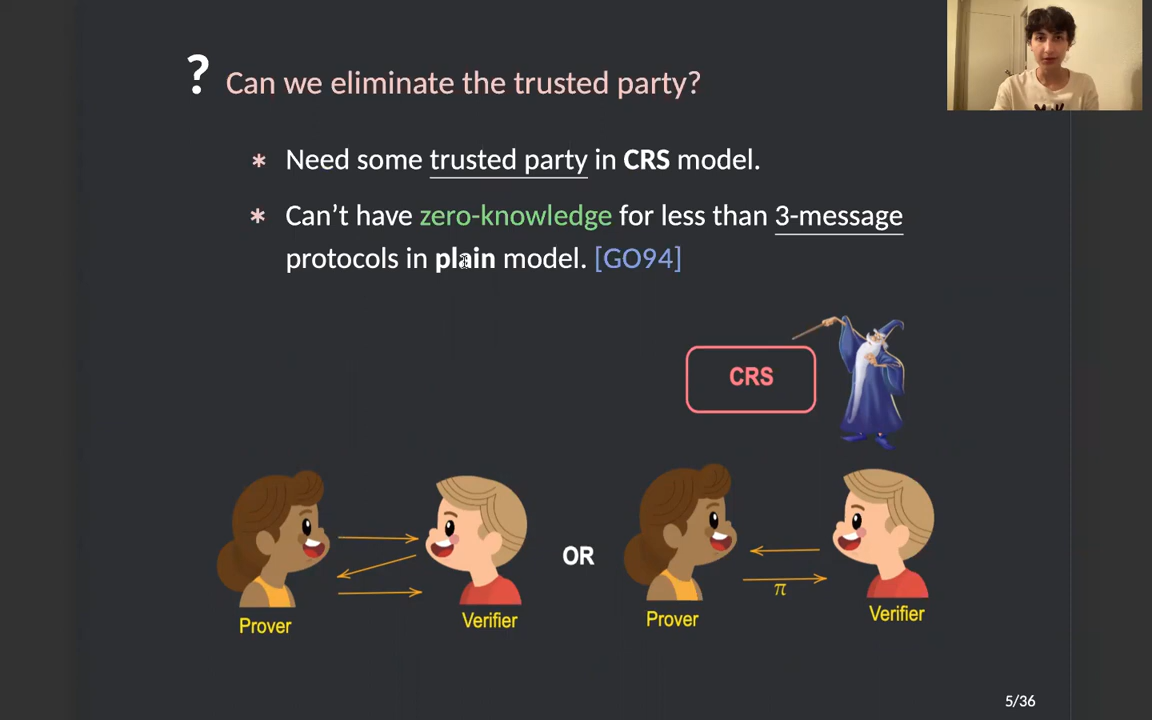 ? Can we eliminate the trusted party?
* Need some trusted party in CRS model.
* Can't have zero-knowledge for less than 3-message
protocols in plain model. [GO94]
CRS
OR
π
Prover
Verifier
Prover
Verifier
5/36